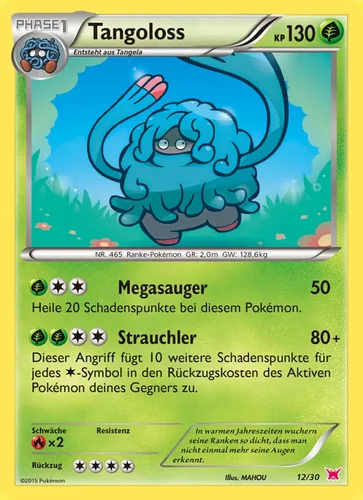 PHASE 1
Tangoloss
KP 130
Entsteht aus Tangela
NR. 465 Ranke-Pokémon GR: 2,0m GW: 128,6kg
Megasauger 50
Heile 20 Schadenspunkte bei diesem Pokémon.
Strauchler 80+
Dieser Angriff fügt 10 weitere Schadenspunkte für
jedes -Symbol in den Rückzugskosten des Aktiven
Pokémon deines Gegners zu.
Schwäche Resistenz
×2
Rückzug
In warmen Jahreszeiten wuchern
seine Ranken so dicht, dass man
nicht einmal mehr seine Augen
erkennt.
©2015 Pokémon
Illus. MAHOU
12/30